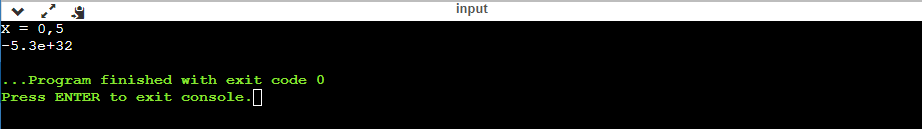 input
x = 0,5
-5.3e+32
...Program finished with exit code 0
Press ENTER to exit console.